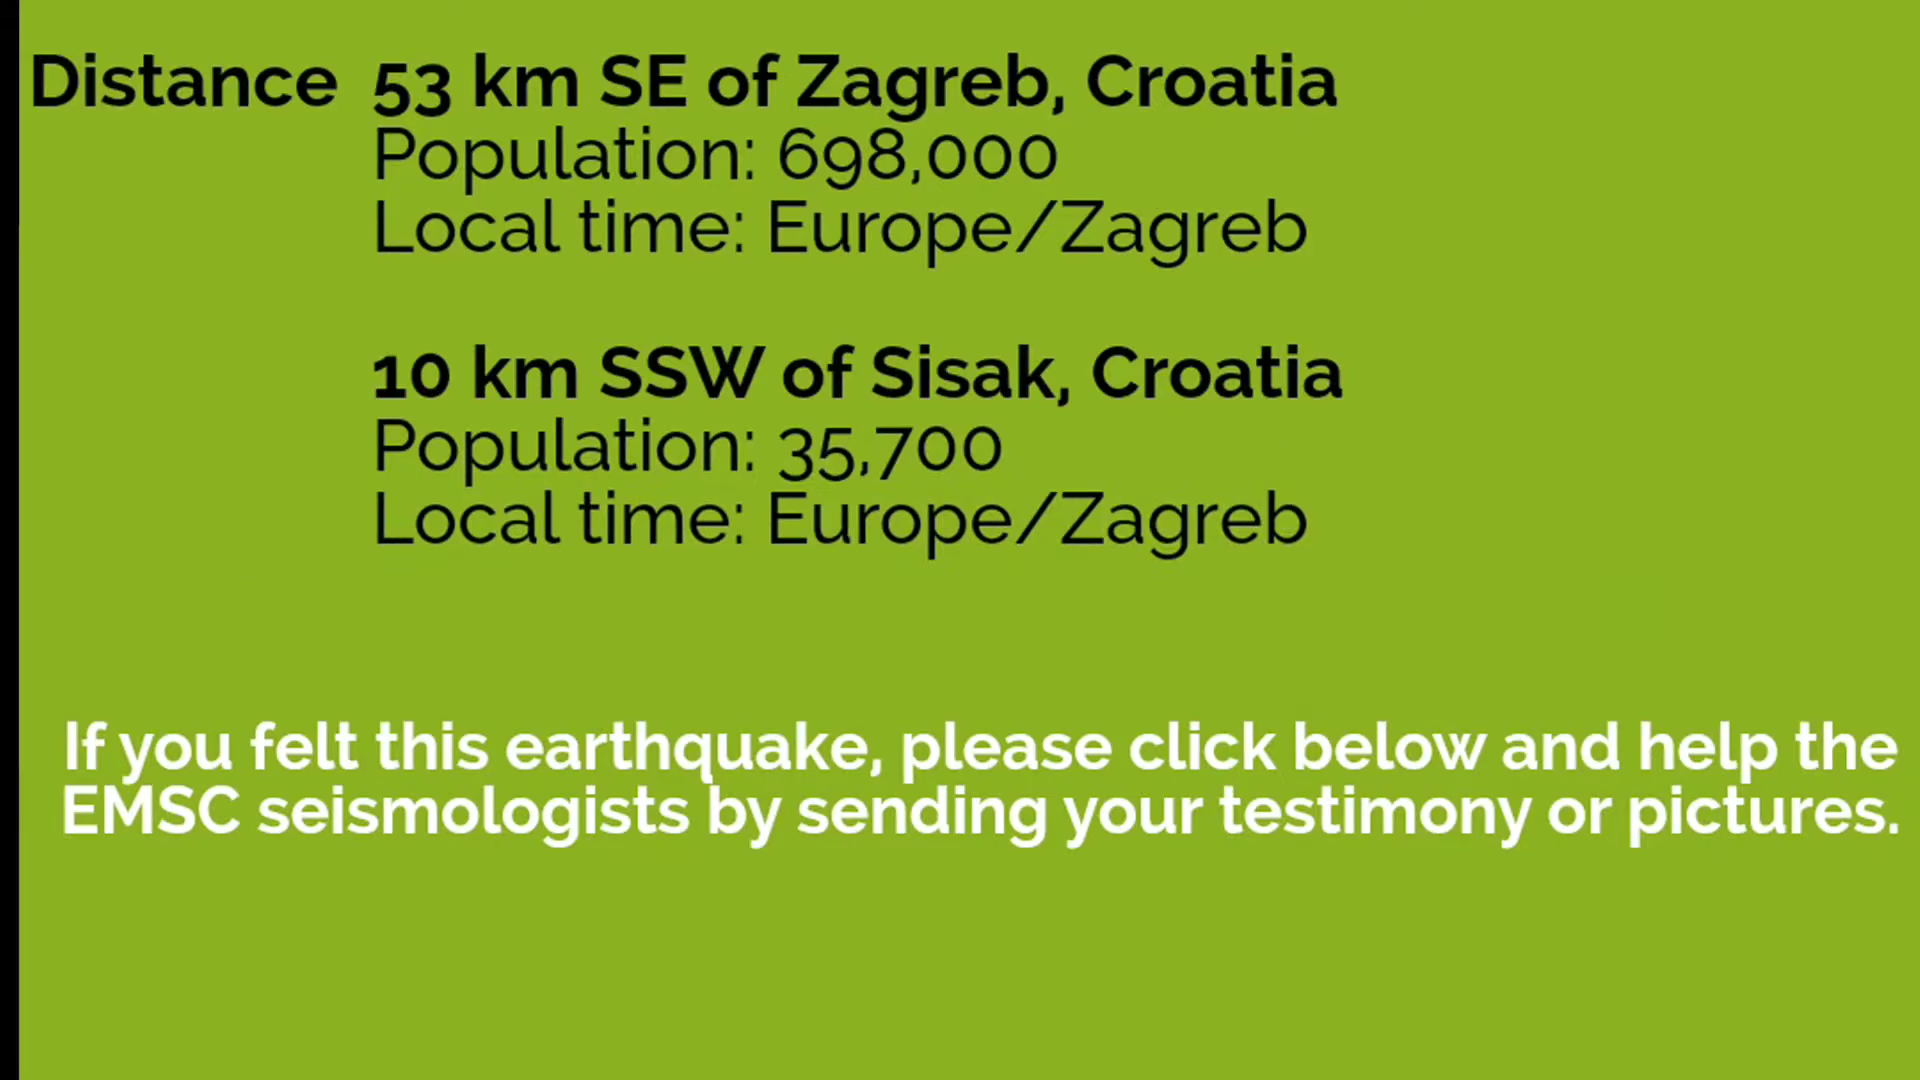 Distance 53 km SE of Zagreb, Croatia
Population: 698,000
Local time: Europe/Zagreb
10 km SSW of Sisak, Croatia
Population: 35,700
Local time: Europe/Zagreb
If you felt this earthquake, please click below and help the
EMSC seismologists by sending your testimony or pictures.